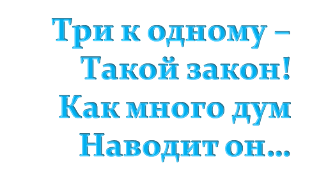 Три к одному –
Такой закон!
Как много дум
Наводит он...